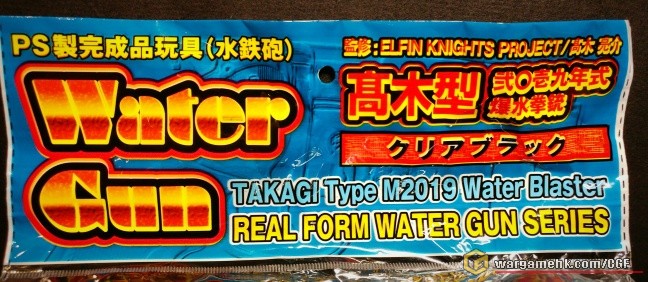 PS製完成品玩具(水鉄砲)
監修:ELFIN KNIGHTS PROJECT/髙木 亮介
Water
Gun
髙木型
弐〇壱九年式
爆水拳銃
クリアブラック
TAKAGI Type M2019 Water Blaster
REAL FORM WATER GUN SERIES
wargamehk.com/CGF